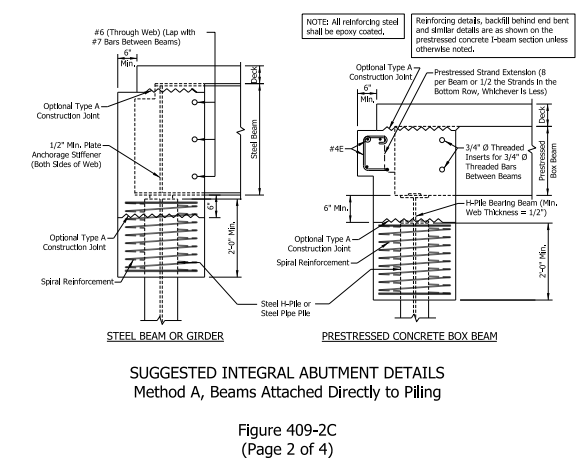 #6 (Through Web) (Lap with
#7 Bars Between Beams)
6"
Min.
Deck
Optional Type A
Construction Joint
Steel Beam
1/2" Min. Plate
Anchorage Stiffener
(Both Sides of Web)
6"
Optional Type A
Construction Joint
2'-0" Min.
Spiral Reinforcement
Steel H-Pile or
Steel Pipe Pile
STEEL BEAM OR GIRDER
NOTE: All reinforcing steel
shall be epoxy coated.
Reinforcing details, backfill behind end bent
and similar details are as shown on the
prestressed concrete I-beam section unless
otherwise noted.
Optional Type A
Construction Joint
Prestressed Strand Extension (8
per Beam or 1/2 the Strands In the
Bottom Row, Whichever Is Less)
6"
Min.
Deck
#4E
3/4" Ø Threaded
Inserts for 3/4" Ø
Threaded Bars
Between Beams
Prestressed
Box Beam
6" Min.
H-Pile Bearing Beam (Min.
Web Thickness = 1/2")
Optional Type A
Construction Joint
Spiral Reinforcement
2'-0" Min.
PRESTRESSED CONCRETE BOX BEAM
SUGGESTED INTEGRAL ABUTMENT DETAILS
Method A, Beams Attached Directly to Piling
Figure 409-2C
(Page 2 of 4)